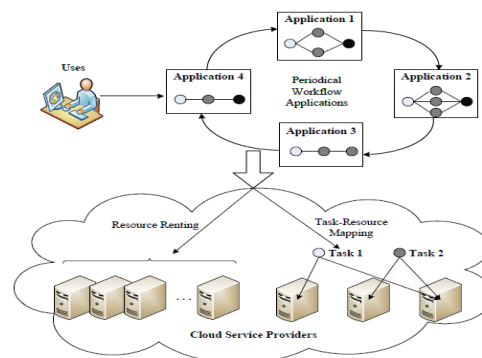 Application 1
Uses
Application 4
Application 2
Periodical
Workflow
Applications
Application 3
Resource Renting
Task-Resource
Mapping
Task 1
Task 2
...
Cloud Service Providers